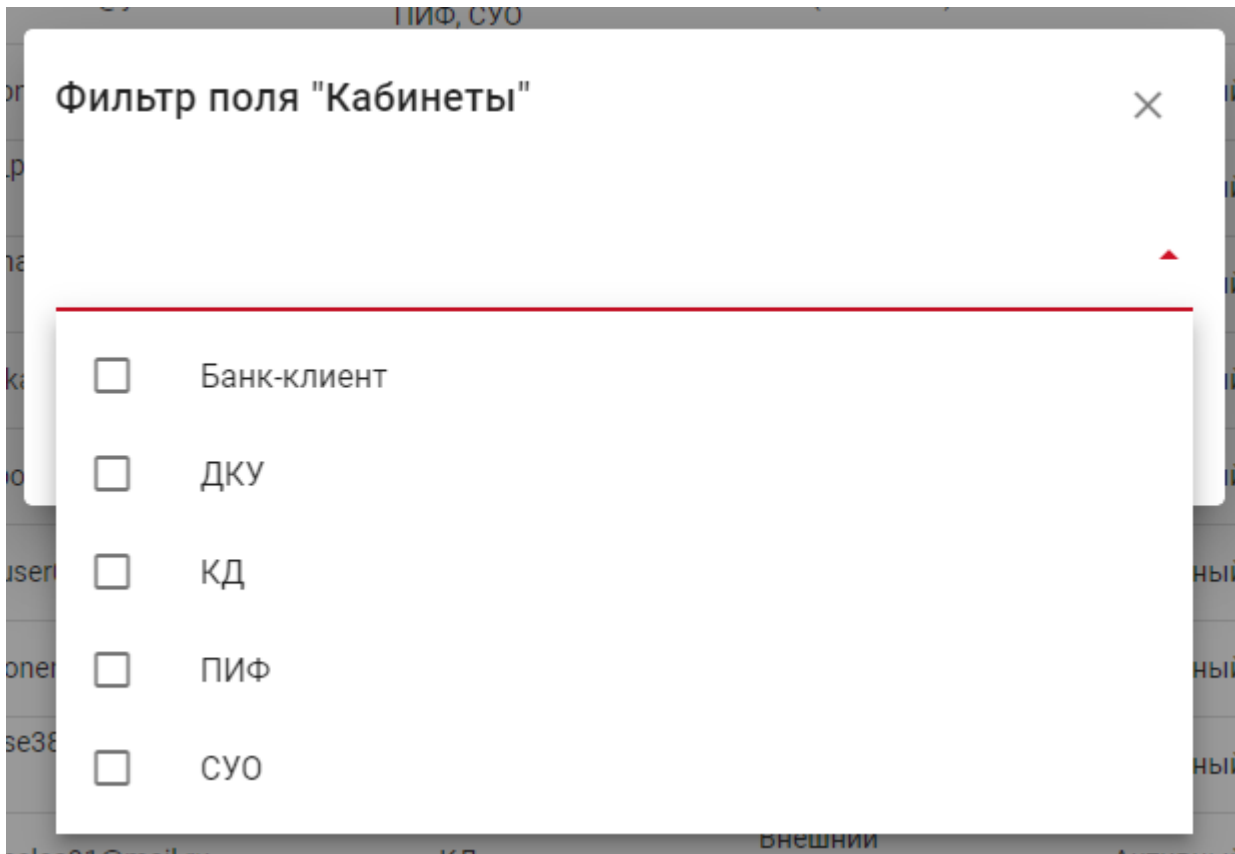 ПИФ, СУО
Фильтр поля "Кабинеты"
Банк-клиент
ДКУ
КД
ПИФ
СУО
Внешний